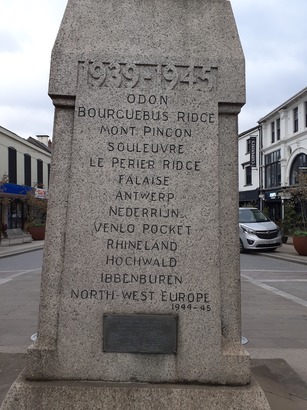 1939-1945
ODON
BOURGUEBUS RIDGE
MONT PINCON
SOULEUVRE
LE PERIER RIDGE
FALAISE
ANTWERP
NEDERRIJN
VENLO POCKET
RHINELAND
HOCHWALD
IBBENBUREN
NORTH-WEST EUROPE
1944-45